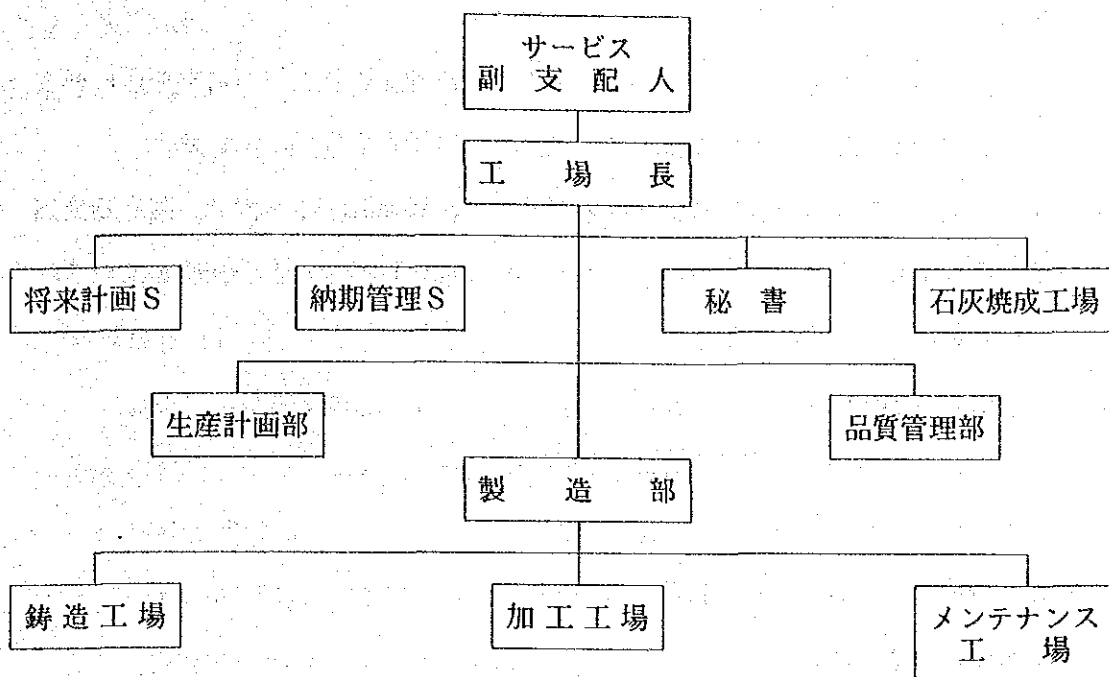 サービス
副支配人
工場長
将来計画S
納期管理S
秘書
石灰焼成工場
生産計画部
品質管理部
製造部
鋳造工場
加工工場
メンテナンス
工場